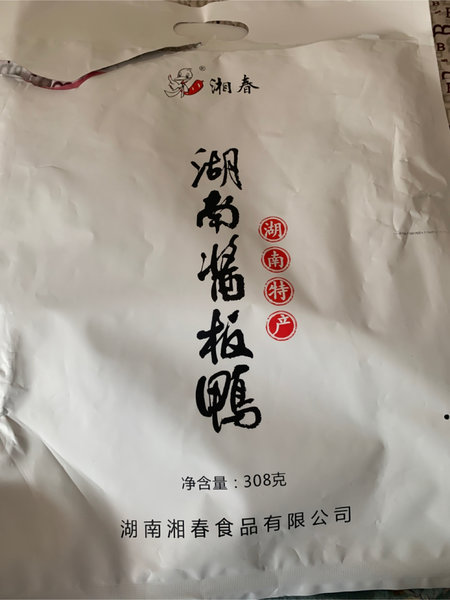 ®湘春
湖南酱板鸭
湖南特产
净含量：308克
湖南湘春食品有限公司